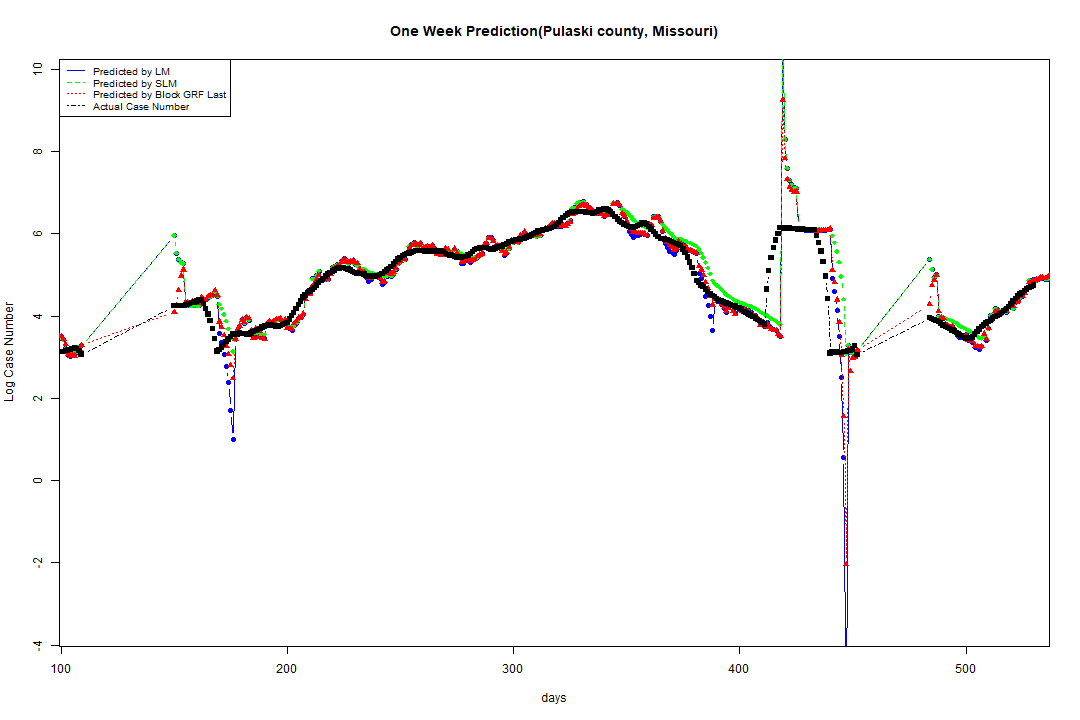 One Week Prediction(Pulaski county, Missouri)
Predicted by LM
Predicted by SLM
Predicted by Block GRF Last
Actual Case Number
10
8
6
4
2
0
-2
-4
Log Case Number
100 200 300 400 500
days